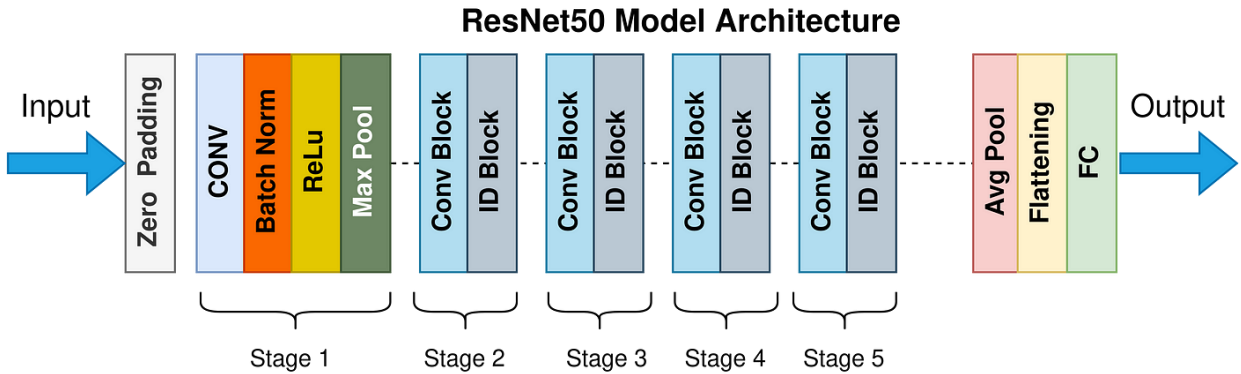 ResNet50 Model Architecture
Input
Zero Padding
CONV
Batch Norm
ReLu
Max Pool
Conv Block
ID Block
Conv Block
ID Block
Conv Block
ID Block
Conv Block
ID Block
Avg Pool
Flattening
FC
Output
Stage 1
Stage 2
Stage 3
Stage 4
Stage 5